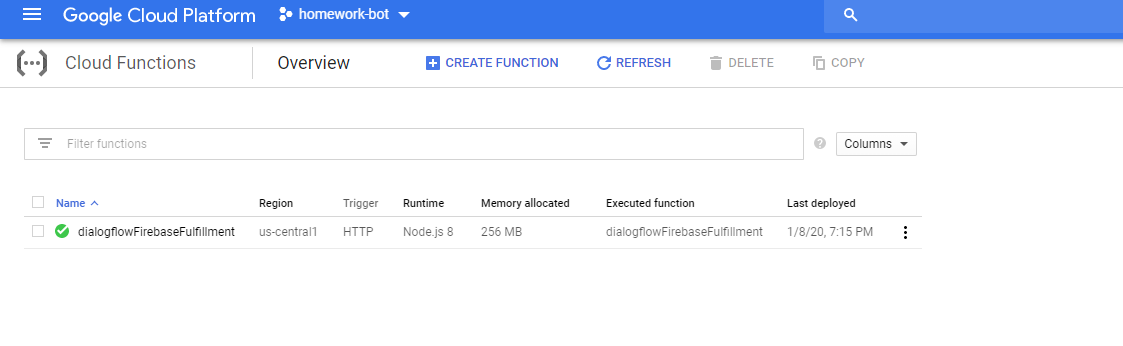 Google Cloud Platform homework-bot
Cloud Functions Overview CREATE FUNCTION REFRESH DELETE COPY
Filter functions ? Columns
Name Region Trigger Runtime Memory allocated Executed function Last deployed
dialogflowFirebaseFulfillment us-central1 HTTP Node.js 8 256 MB dialogflowFirebaseFulfillment 1/8/20, 7:15 PM